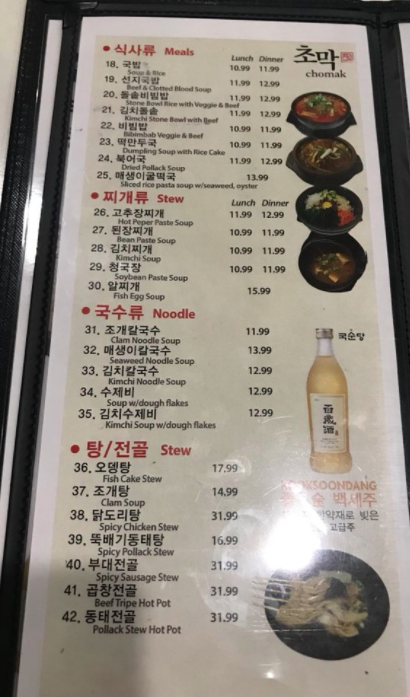 • 식사류 Meals
Lunch Dinner
18. 국밥 10.99 11.99
Soup & Rice
19. 선지국밥 11.99 12.99
Beef & Clotted Blood Soup
20. 돌솥비빔밥 11.99 12.99
Stone Bowl Rice with Veggie & Beef
21. 김치돌솥 11.99 12.99
Kimchi Stone Bowl with Beef
22. 비빔밥 10.99 11.99
Bibimbab Veggie & Beef
23. 떡만두국 10.99 11.99
Dumpling Soup with Rice Cake
24. 북어국 11.99 12.99
Dried Pollack Soup
25. 매생이굴떡국 13.99
Sliced rice pasta soup w/seaweed, oyster
초막
chomak
• 찌개류 Stew
Lunch Dinner
26. 고추장찌개 11.99 12.99
Hot Peper Paste Soup
27. 된장찌개 10.99 11.99
Bean Paste Soup
28. 김치찌개 10.99 11.99
Kimchi Soup
29. 청국장 10.99 11.99
Soybean Paste Soup
30. 알찌개 15.99
Fish Egg Soup
• 국수류 Noodle
31. 조개칼국수 11.99
Clam Noodle Soup
32. 매생이칼국수 13.99
Seaweed Noodle Soup
33. 김치칼국수 12.99
Kimchi Noodle Soup
34. 수제비 12.99
Soup w/dough flakes
35. 김치수제비 12.99
Kimchi Soup w/dough flakes
• 탕/전골 Stew
36. 오뎅탕 17.99
Fish Cake Stew
37. 조개탕 14.99
Clam Soup
38. 닭도리탕 31.99
Spicy Chicken Stew
39. 뚝배기동태탕 16.99
Spicy Pollack Stew
40. 부대전골 31.99
Spicy Sausage Stew
41. 곱창전골 31.99
Beef Tripe Hot Pot
42. 동태전골 31.99
Pollack Stew Hot Pot
국순당
百歲酒
KOOKSOONDANG
술 백세주
약재로 빚은
고급주